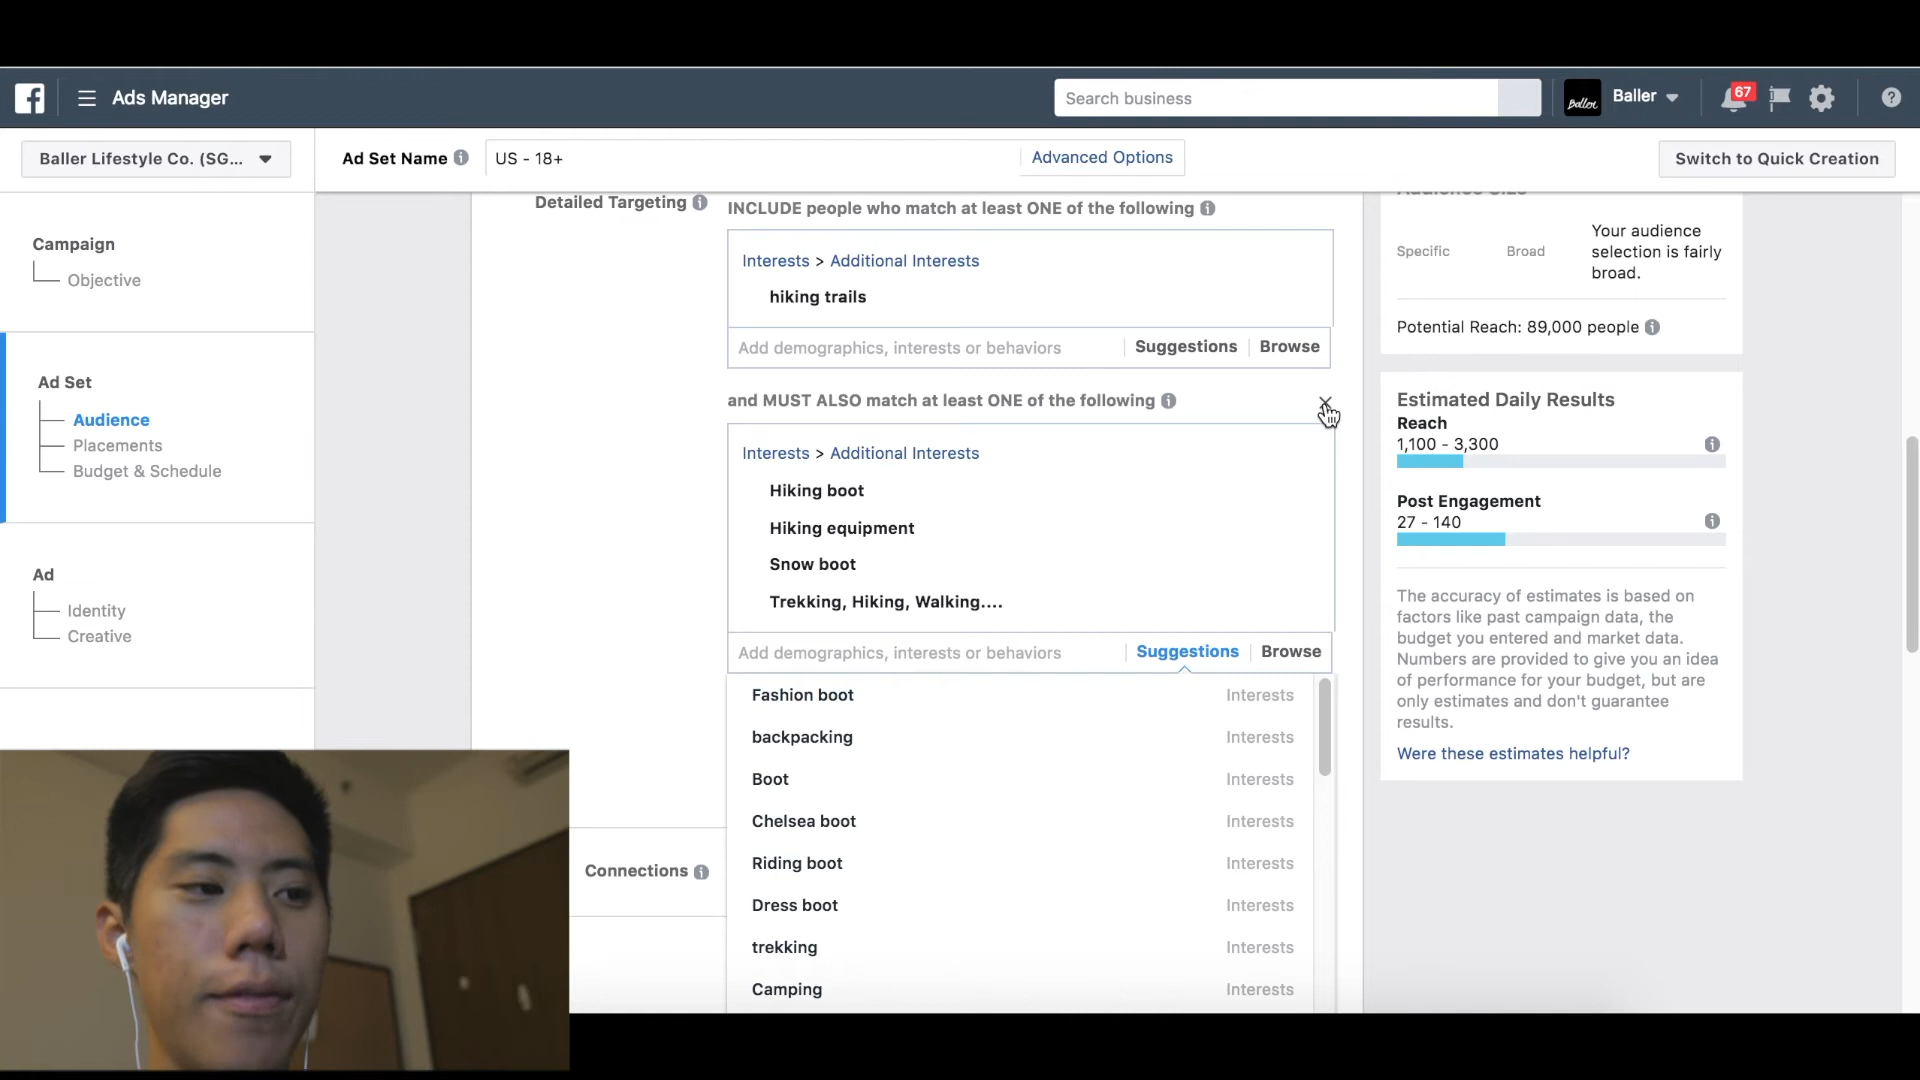 Ads Manager
Search business
Baller
Baller
67
Baller Lifestyle Co. (SG...
Ad Set Name
US - 18+
Advanced Options
Switch to Quick Creation
Campaign
Objective
Ad Set
Audience
Placements
Budget & Schedule
Ad
Identity
Creative
Detailed Targeting
INCLUDE people who match at least ONE of the following
Interests > Additional Interests
hiking trails
Add demographics, interests or behaviors
Suggestions
Browse
and MUST ALSO match at least ONE of the following
Interests > Additional Interests
Hiking boot
Hiking equipment
Snow boot
Trekking, Hiking, Walking....
Add demographics, interests or behaviors
Suggestions
Browse
Fashion boot Interests
backpacking Interests
Boot Interests
Chelsea boot Interests
Riding boot Interests
Dress boot Interests
trekking Interests
Camping Interests
Connections
Audience Size
Specific
Broad
Your audience
selection is fairly
broad.
Potential Reach: 89,000 people
Estimated Daily Results
Reach
1,100 - 3,300
Post Engagement
27 - 140
The accuracy of estimates is based on
factors like past campaign data, the
budget you entered and market data.
Numbers are provided to give you an idea
of performance for your budget, but are
only estimates and don't guarantee
results.
Were these estimates helpful?